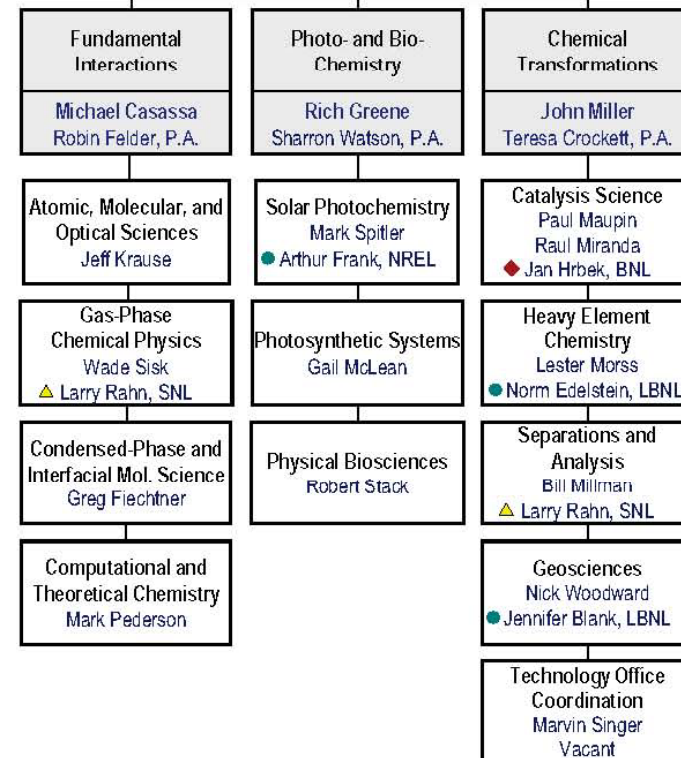 Fundamental
Interactions
Michael Casassa
Robin Felder, P.A.
Atomic, Molecular, and
Optical Sciences
Jeff Krause
Gas-Phase
Chemical Physics
Wade Sisk
Larry Rahn, SNL
Condensed-Phase and
Interfacial Mol. Science
Greg Fiechtner
Computational and
Theoretical Chemistry
Mark Pederson
Photo- and Bio-
Chemistry
Rich Greene
Sharron Watson, P.A.
Solar Photochemistry
Mark Spitler
Arthur Frank, NREL
Photosynthetic Systems
Gail McLean
Physical Biosciences
Robert Stack
Chemical
Transformations
John Miller
Teresa Crockett, P.A.
Catalysis Science
Paul Maupin
Raul Miranda
Jan Hrbek, BNL
Heavy Element
Chemistry
Lester Morss
Norm Edelstein, LBNL
Separations and
Analysis
Bill Millman
Larry Rahn, SNL
Geosciences
Nick Woodward
Jennifer Blank, LBNL
Technology Office
Coordination
Marvin Singer
Vacant